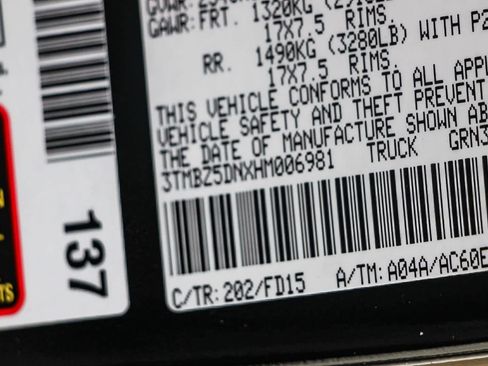 GAWR: FRT. 1320KG
17X7.5 RIMS,
RR. 1490KG (3280LB) WITH
17X7.5 RIMS,
THIS VEHICLE CONFORMS TO ALL
VEHICLE SAFETY AND THEFT PREVENT
THE DATE OF MANUFACTURE SHOWN AB
3TMBZ5DNXHM006981 TRUCK GRN3
C/TR: 202/FD15 A/TM: A04A/AC60E
137